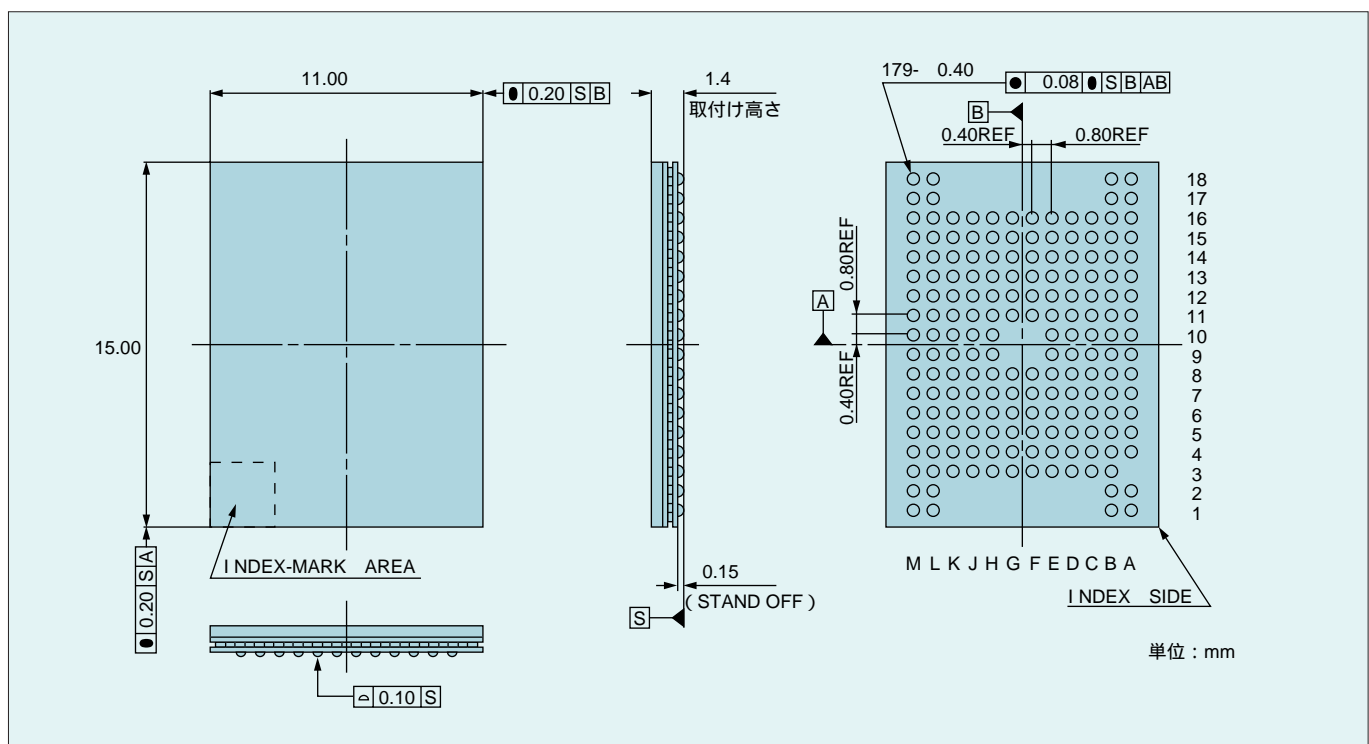 11.00
0.20 S B
15.00
INDEX-MARK AREA
0.20 S A
0.10 S
1.4
取付け高さ
0.15
( STAND OFF )
S
179- 0.40
0.08 S B AB
B
0.40REF
0.80REF
0.80REF
A
0.40REF
18
17
16
15
14
13
12
11
10
9
8
7
6
5
4
3
2
1
M L K J H G F E D C B A
INDEX SIDE
単位：mm